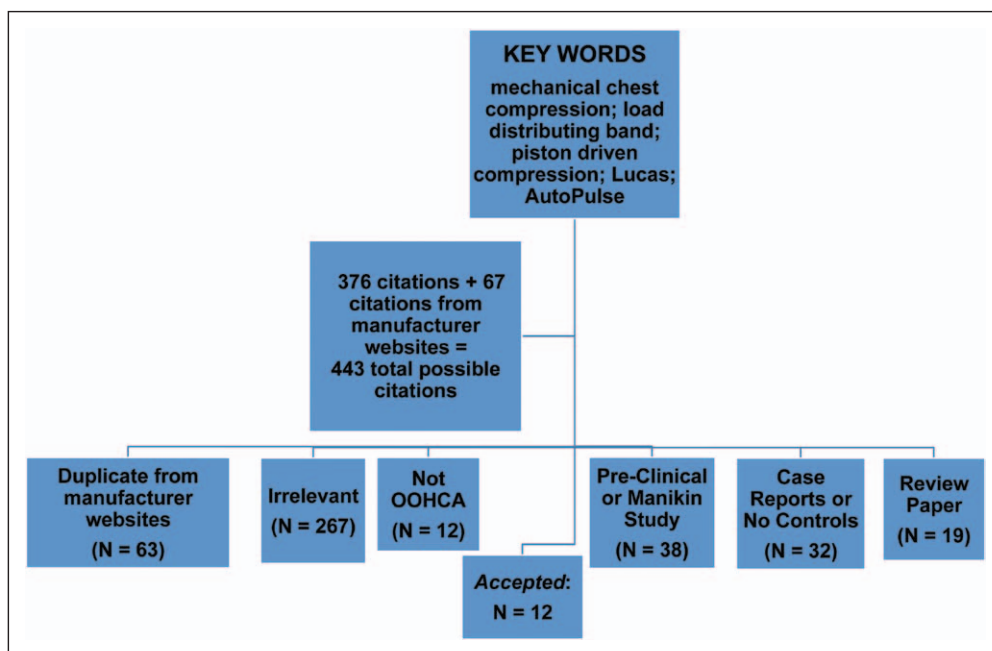 KEY WORDS
mechanical chest
compression; load
distributing band;
piston driven
compression; Lucas;
AutoPulse
376 citations + 67
citations from
manufacturer
websites =
443 total possible
citations
Duplicate from
manufacturer
websites
(N = 63)
Irrelevant
(N = 267)
Not
OOHCA
(N = 12)
Pre-Clinical
or Manikin
Study
(N = 38)
Case
Reports or
No Controls
(N = 32)
Review
Paper
(N = 19)
Accepted:
N = 12